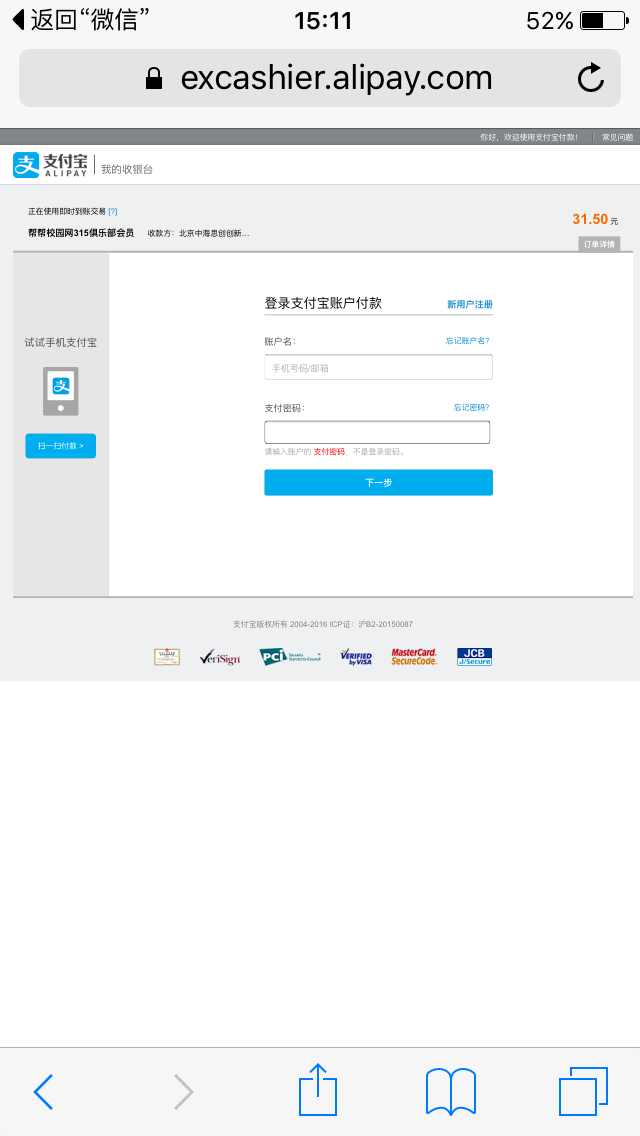 返回“微信”
15:11
52%
excashier.alipay.com
你好，欢迎使用支付宝付款！ 常见问题
支 支付宝 ALIPAY 我的收银台
正在使用即时到账交易 [?]
31.50 元
帮帮校园网315俱乐部会员 收款方：北京中海思创创新...
订单详情
登录支付宝账户付款 新用户注册
试试手机支付宝
账户名： 忘记账户名?
手机号码/邮箱
支付密码： 忘记密码?
扫一扫付款 >
请输入账户的 支付密码，不是登录密码。
下一步
支付宝版权所有 2004-2016 ICP证：沪B2-20150087
VeriSign
PCI Security Standards Council
VERIFIED by VISA
MasterCard. SecureCode.
JCB J/Secure